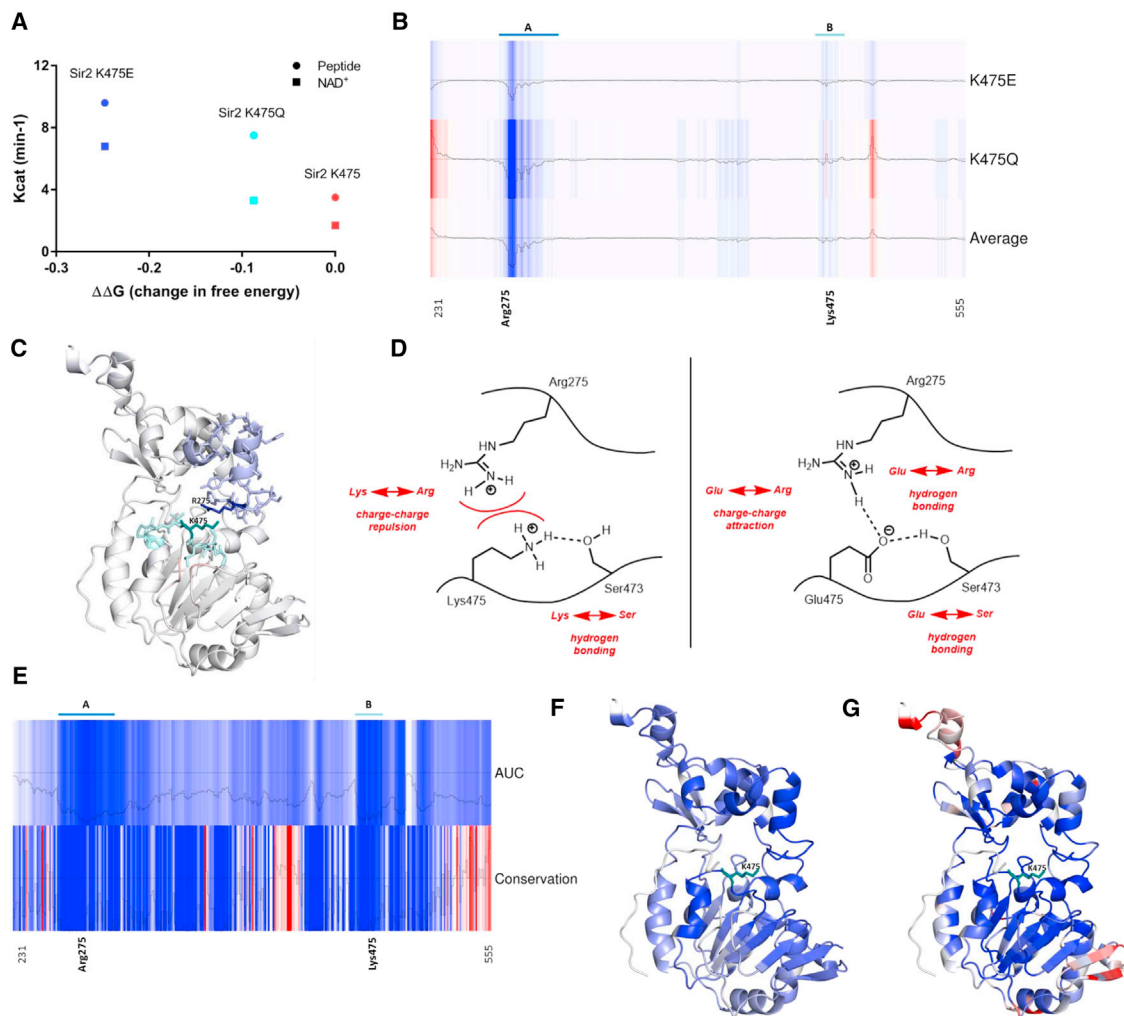 A
12
8
4
0
Kcat (min-1)
Sir2 K475E
Sir2 K475Q
Sir2 K475
Peptide
NAD+
-0.3
-0.2
-0.1
0.0
ΔΔG (change in free energy)
B
A
B
K475E
K475Q
Average
231
Arg275
Lys475
555
C
R275
K475
D
Arg275
HN
H₂N
N
H
H
⊕
Lys ↔ Arg
charge-charge
repulsion
H
⊕
N
H
H
O
H
Lys475
Ser473
Lys ↔ Ser
hydrogen
bonding
Arg275
HN
H₂N
N
H
⊕
H
Glu ↔ Arg
hydrogen
bonding
Glu ↔ Arg
charge-charge
attraction
⊖
O
H
O
O
Glu475
Ser473
Glu ↔ Ser
hydrogen
bonding
E
A
B
AUC
Conservation
231
Arg275
Lys475
555
F
K475
G
K475